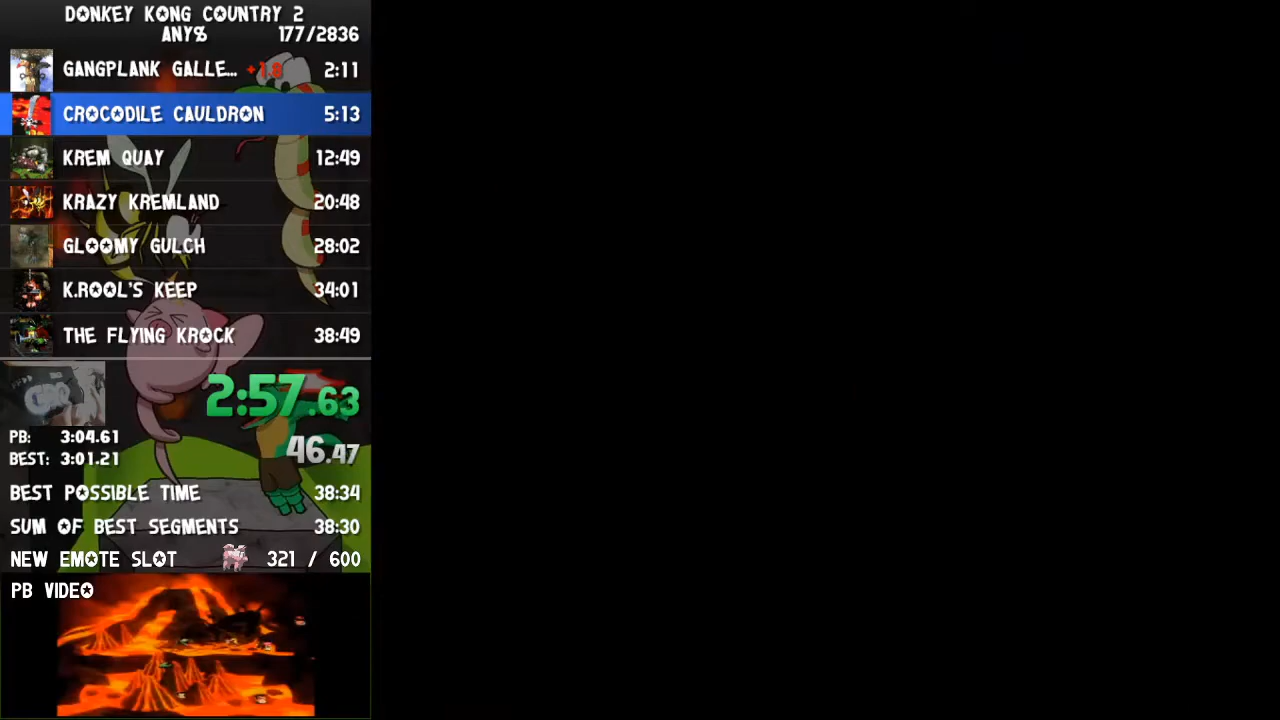 DONKEY KONG COUNTRY 2
ANY% 177/2836
GANGPLANK GALLE... +1.8 2:11
CROCODILE CAULDRON 5:13
KREM QUAY 12:49
KRAZY KREMLAND 20:48
GLOOMY GULCH 28:02
K.ROOL'S KEEP 34:01
THE FLYING KROCK 38:49
2:57.63
PB: 3:04.61
46.47
BEST: 3:01.21
BEST POSSIBLE TIME 38:34
SUM OF BEST SEGMENTS 38:30
NEW EMOTE SLOT 321 / 600
PB VIDEO